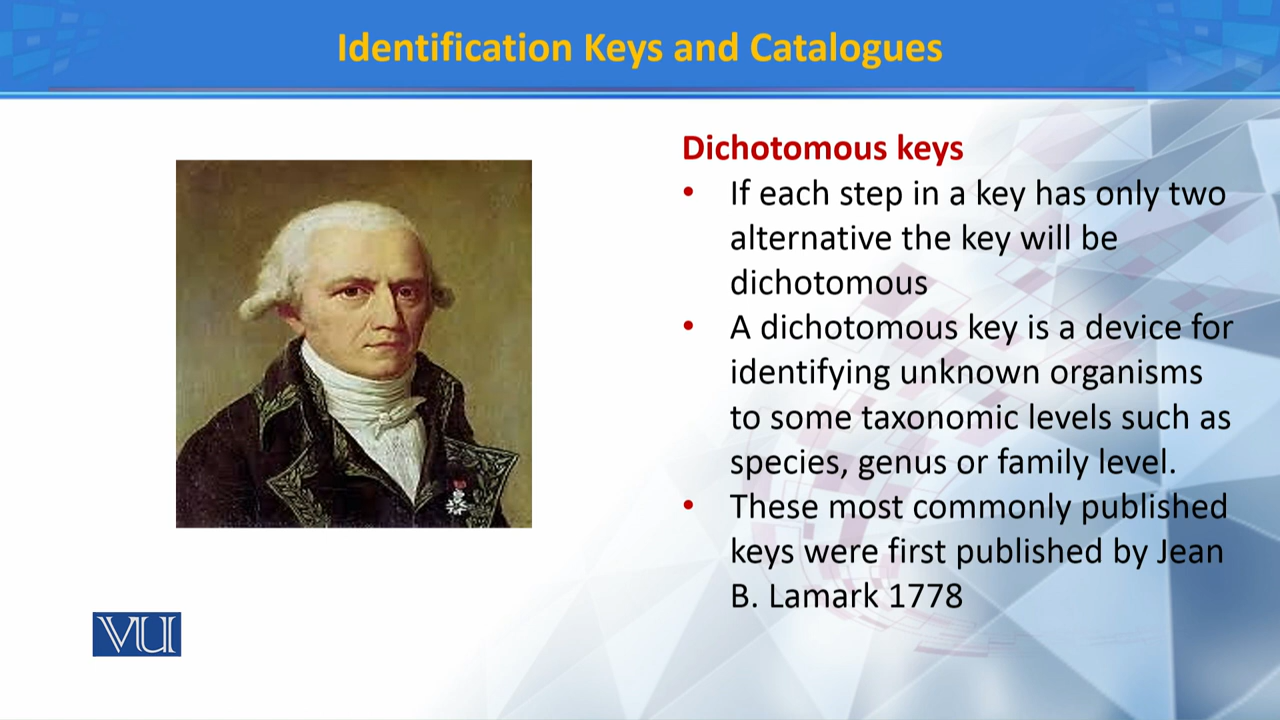 Identification Keys and Catalogues
Dichotomous keys
• If each step in a key has only two
alternative the key will be
dichotomous
• A dichotomous key is a device for
identifying unknown organisms
to some taxonomic levels such as
species, genus or family level.
• These most commonly published
keys were first published by Jean
B. Lamark 1778
VU